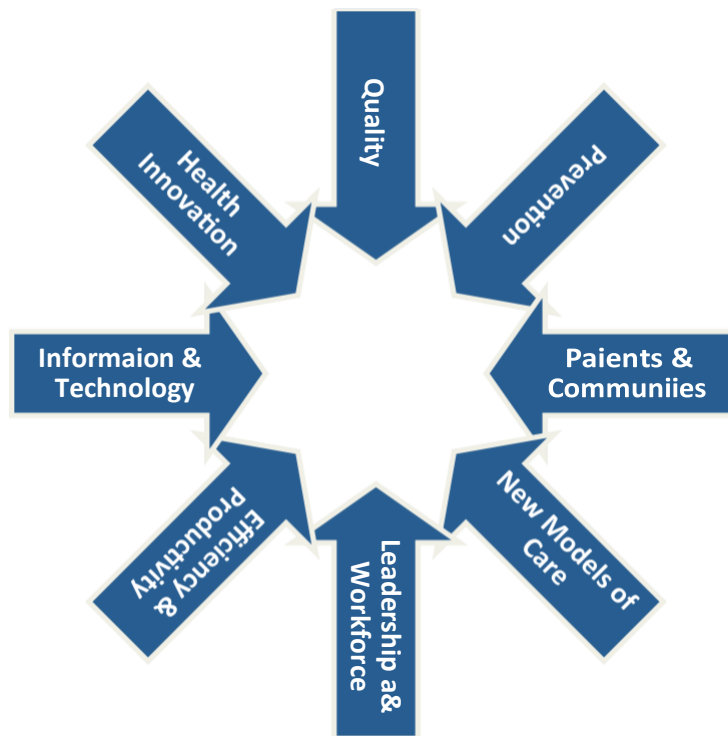 Quality
Prevention
Paients &
Communiies
New Models of
Care
Leadership a&
Workforce
Efficiency &
Productivity
Informaion &
Technology
Health
Innovation